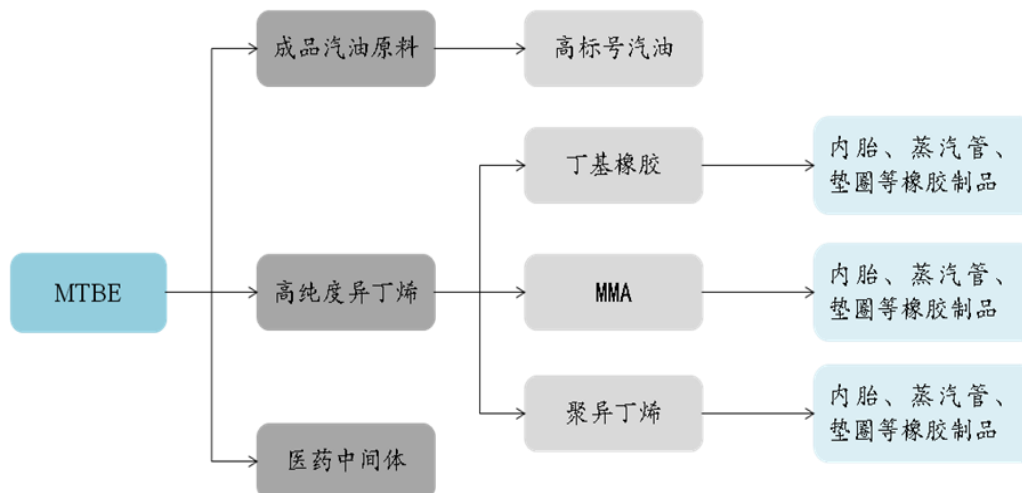 成品汽油原料
高标号汽油
丁基橡胶
内胎、蒸汽管、
垫圈等橡胶制品
MTBE
高纯度异丁烯
MMA
内胎、蒸汽管、
垫圈等橡胶制品
聚异丁烯
内胎、蒸汽管、
垫圈等橡胶制品
医药中间体